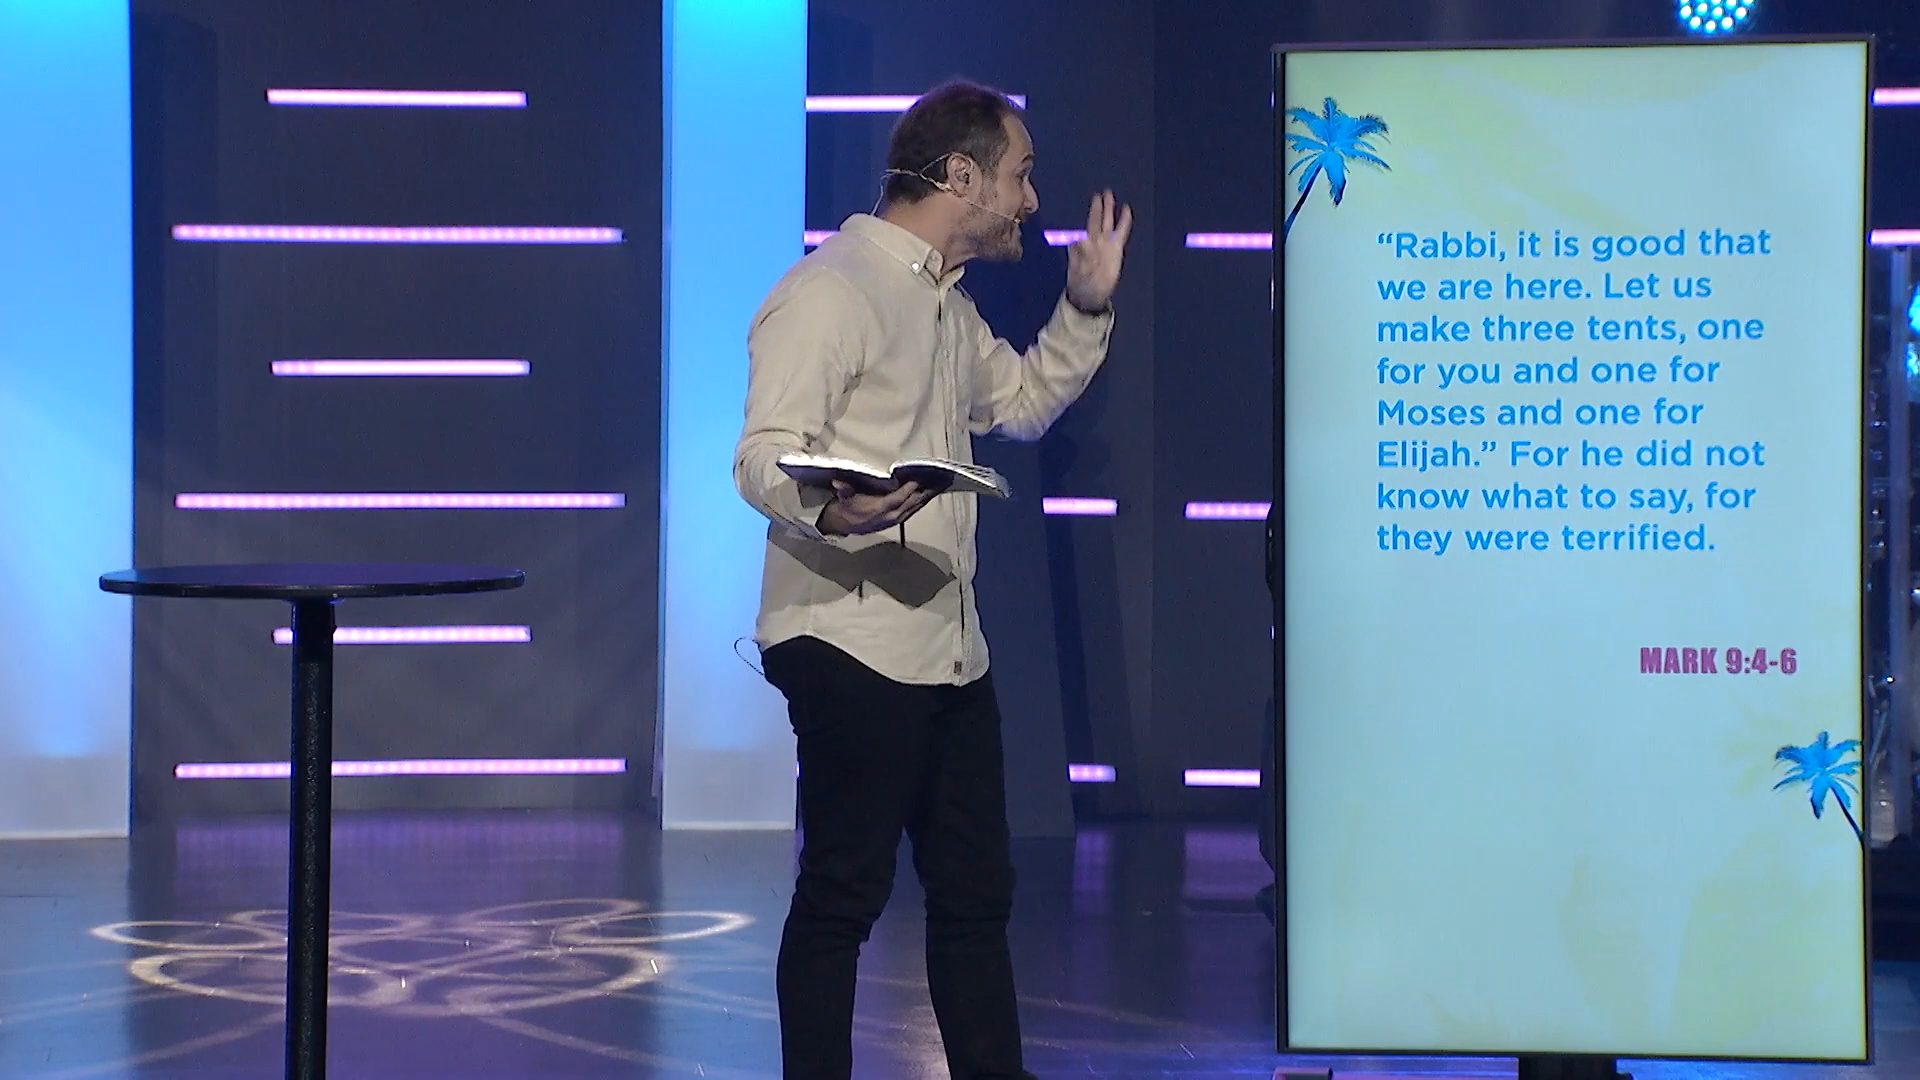 “Rabbi, it is good that
we are here. Let us
make three tents, one
for you and one for
Moses and one for
Elijah.” For he did not
know what to say, for
they were terrified.
MARK 9:4-6